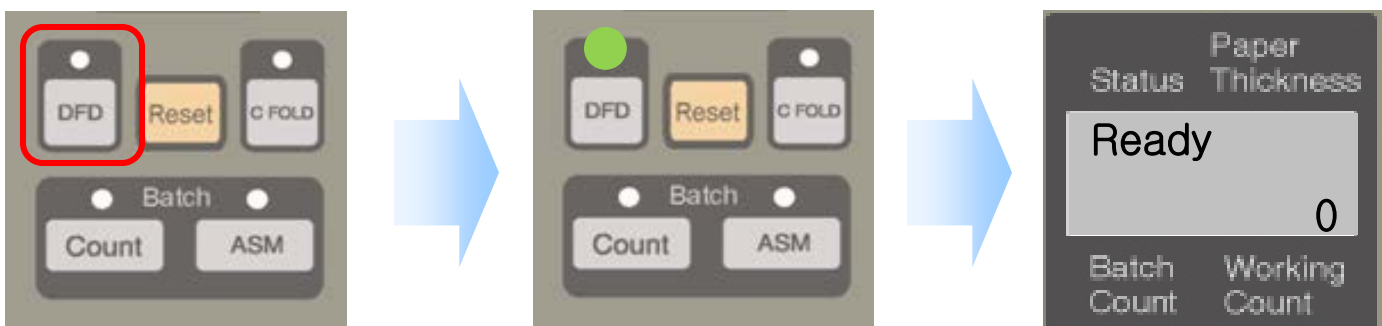 DFD
Reset
C FOLD
Batch
Count
ASM
DFD
Reset
C FOLD
Batch
Count
ASM
Status
Paper
Thickness
Ready
0
Batch
Count
Working
Count